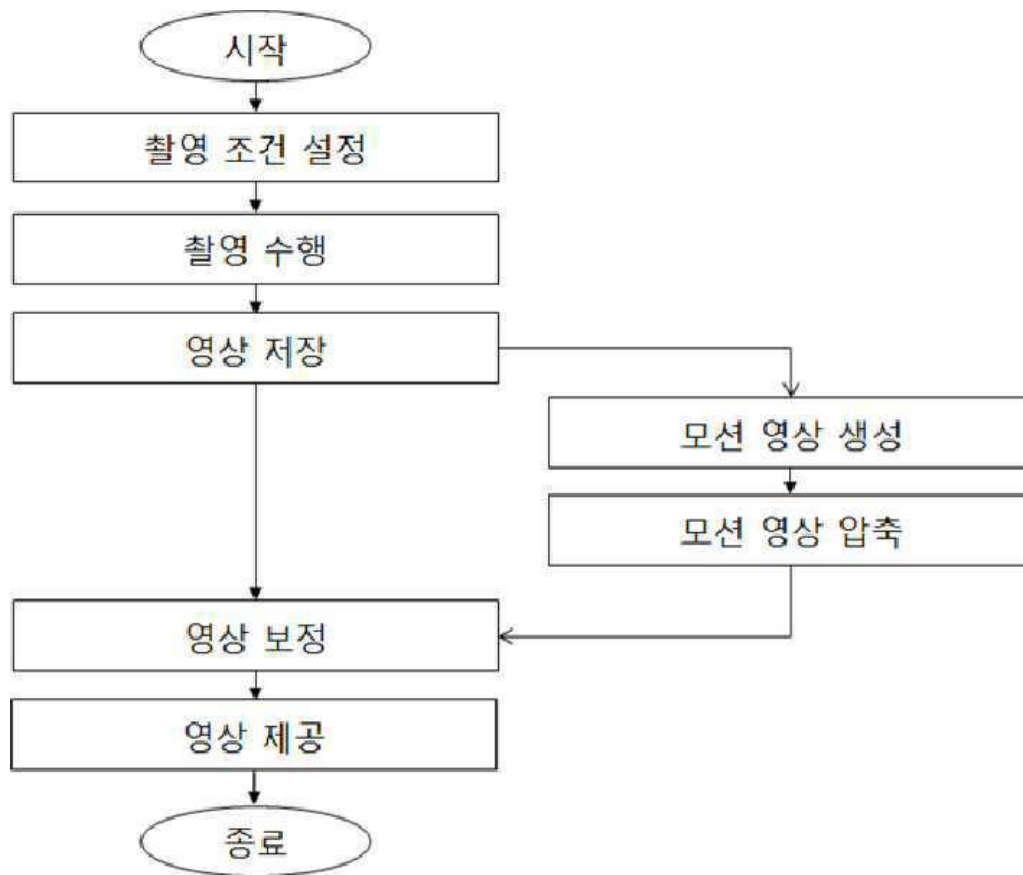 시작
촬영 조건 설정
촬영 수행
영상 저장
모션 영상 생성
모션 영상 압축
영상 보정
영상 제공
종료